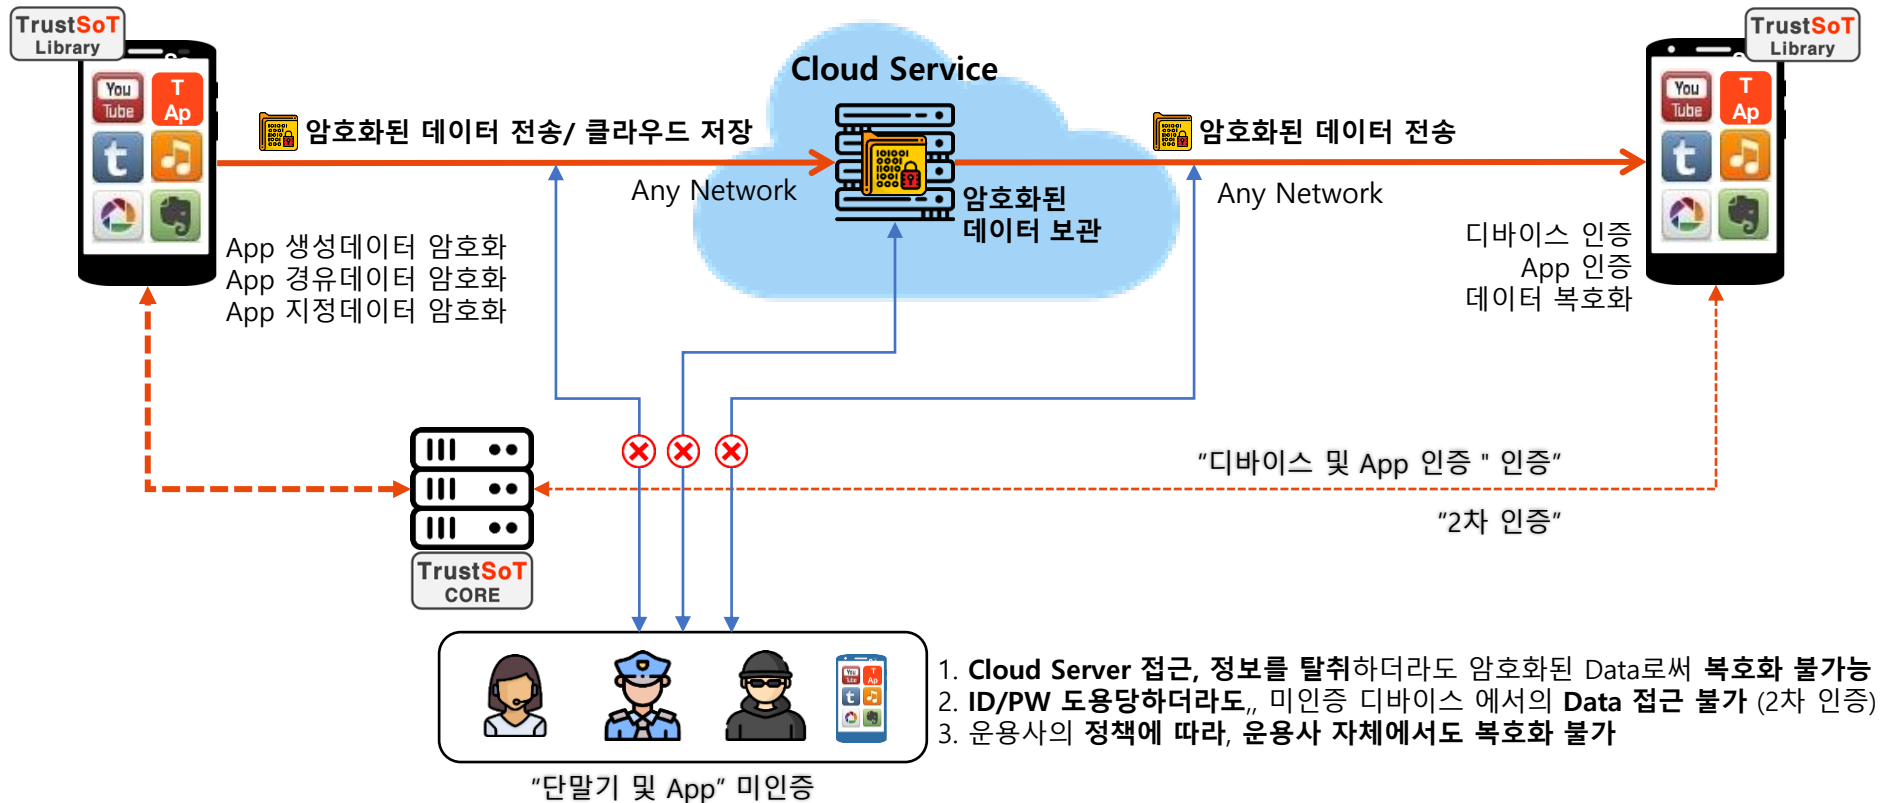 TrustSoT
Library
You
Tube
T
Ap
t
App 생성데이터 암호화
App 경유데이터 암호화
App 지정데이터 암호화
암호화된 데이터 전송/ 클라우드 저장
Any Network
Cloud Service
암호화된
데이터 보관
암호화된 데이터 전송
Any Network
TrustSoT
Library
You
Tube
T
Ap
t
디바이스 인증
App 인증
데이터 복호화
"디바이스 및 App 인증 " 인증"
"2차 인증"
TrustSoT
CORE
You
Tube
T
Ap
t
"단말기 및 App" 미인증
1. Cloud Server 접근, 정보를 탈취하더라도 암호화된 Data로써 복호화 불가능
2. ID/PW 도용당하더라도,, 미인증 디바이스 에서의 Data 접근 불가 (2차 인증)
3. 운용사의 정책에 따라, 운용사 자체에서도 복호화 불가